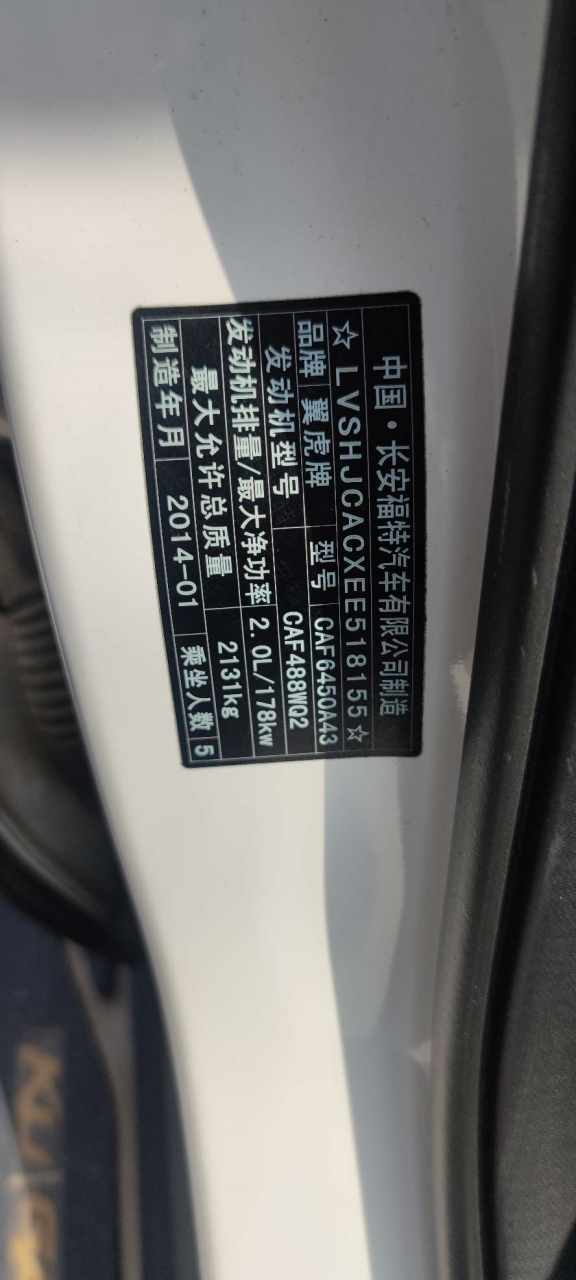 中国·长安福特汽车有限公司制造
☆LVSHJCACXEE518155☆
品牌 翼虎牌 型号 CAF6450A43
发动机型号 CAF488WQ2
发动机排量/最大净功率 2.0L/178kw
最大允许总质量 2131kg
制造年月 2014-01 乘坐人数 5